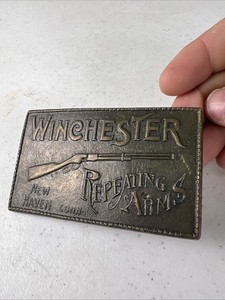 WINCHESTER
REPEATING
ARMS
NEW
HAVEN CONN.